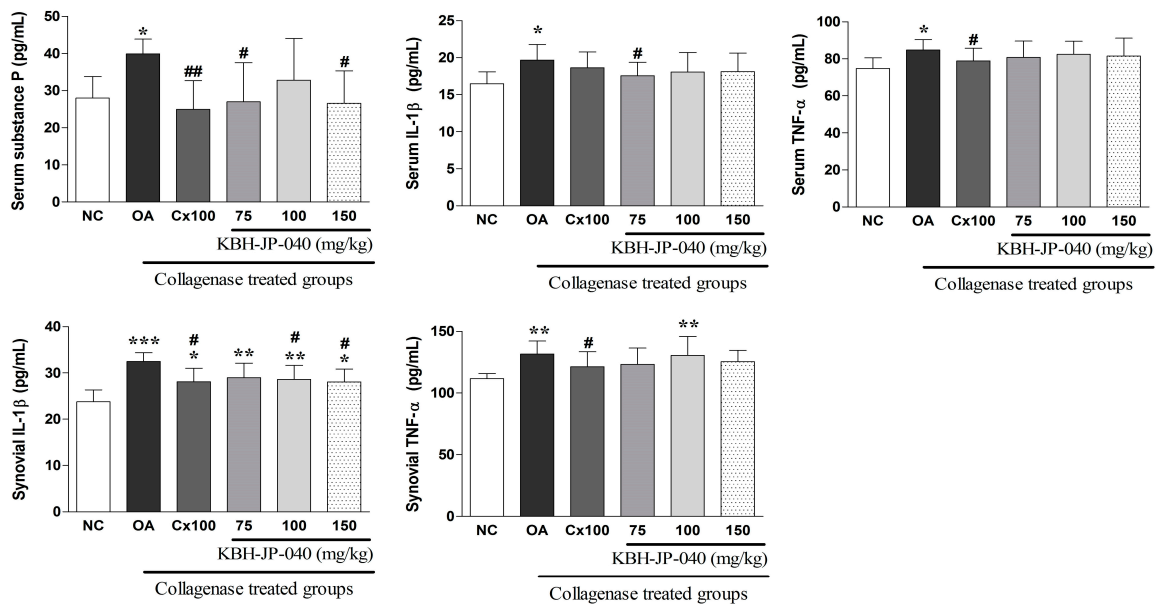 Serum substance P (pg/mL)
50
40
30
20
10
0
*
##
#
#
NC OA Cx100 75 100 150
KBH-JP-040 (mg/kg)
Collagenase treated groups
Serum IL-1β (pg/mL)
25
20
15
10
5
0
*
#
NC OA Cx100 75 100 150
KBH-JP-040 (mg/kg)
Collagenase treated groups
Serum TNF-α (pg/mL)
100
80
60
40
20
0
*
#
NC OA Cx100 75 100 150
KBH-JP-040 (mg/kg)
Collagenase treated groups
Synovial IL-1β (pg/mL)
40
30
20
10
0
# # #
*** * ** ** *
NC OA Cx100 75 100 150
KBH-JP-040 (mg/kg)
Collagenase treated groups
Synovial TNF-α (pg/mL)
150
100
50
0
** # **
NC OA Cx100 75 100 150
KBH-JP-040 (mg/kg)
Collagenase treated groups